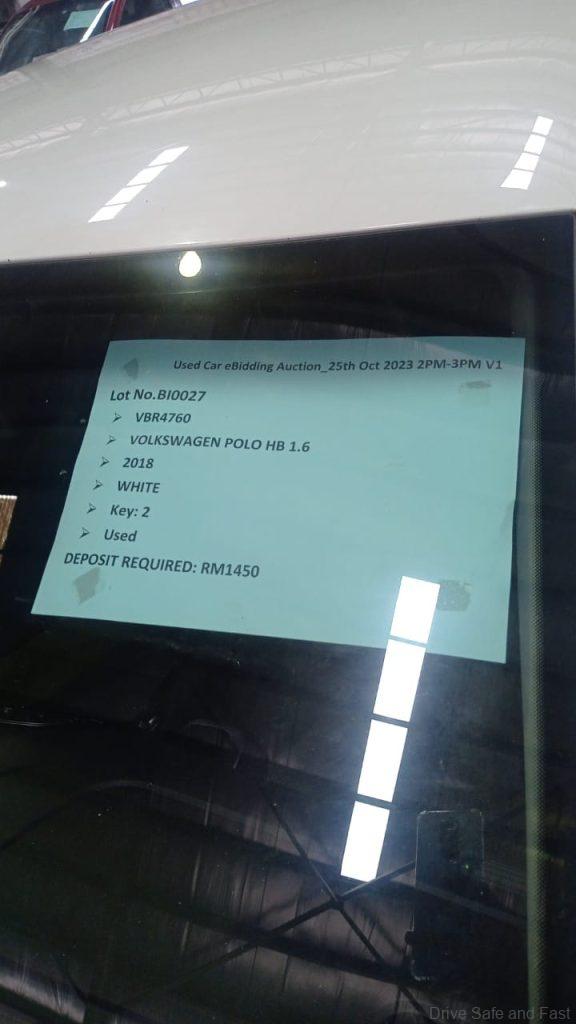 Used Car eBidding Auction_25th Oct 2023 2PM-3PM V1
Lot No.BI0027
➢ VBR4760
➢ VOLKSWAGEN POLO HB 1.6
➢ 2018
➢ WHITE
➢ Key: 2
➢ Used
DEPOSIT REQUIRED: RM1450
Drive Safe and Fast